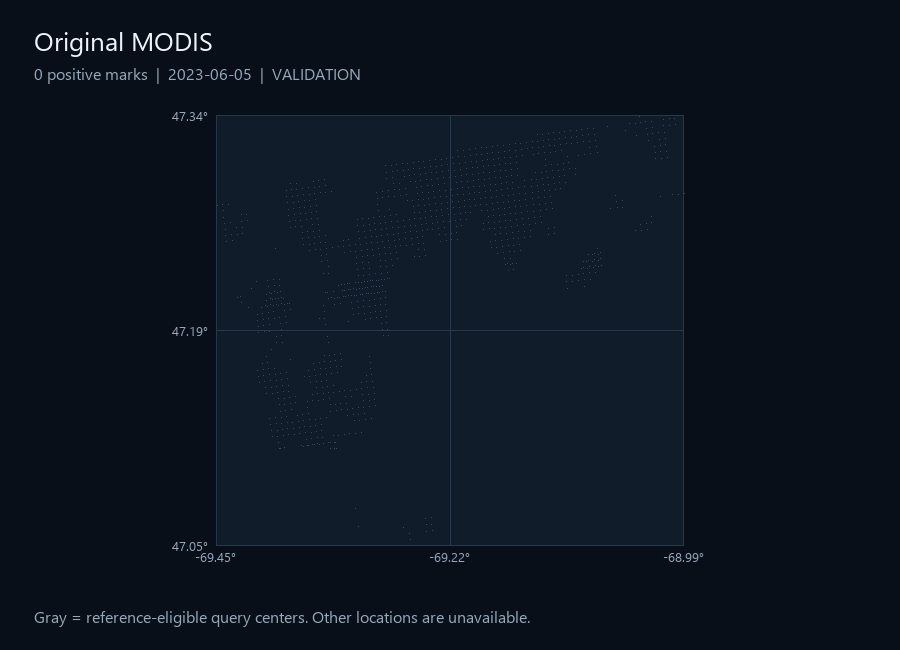 Original MODIS
0 positive marks | 2023-06-05 | VALIDATION
47.34°
47.19°
47.05°
-69.45°
-69.22°
-68.99°
Gray = reference-eligible query centers. Other locations are unavailable.